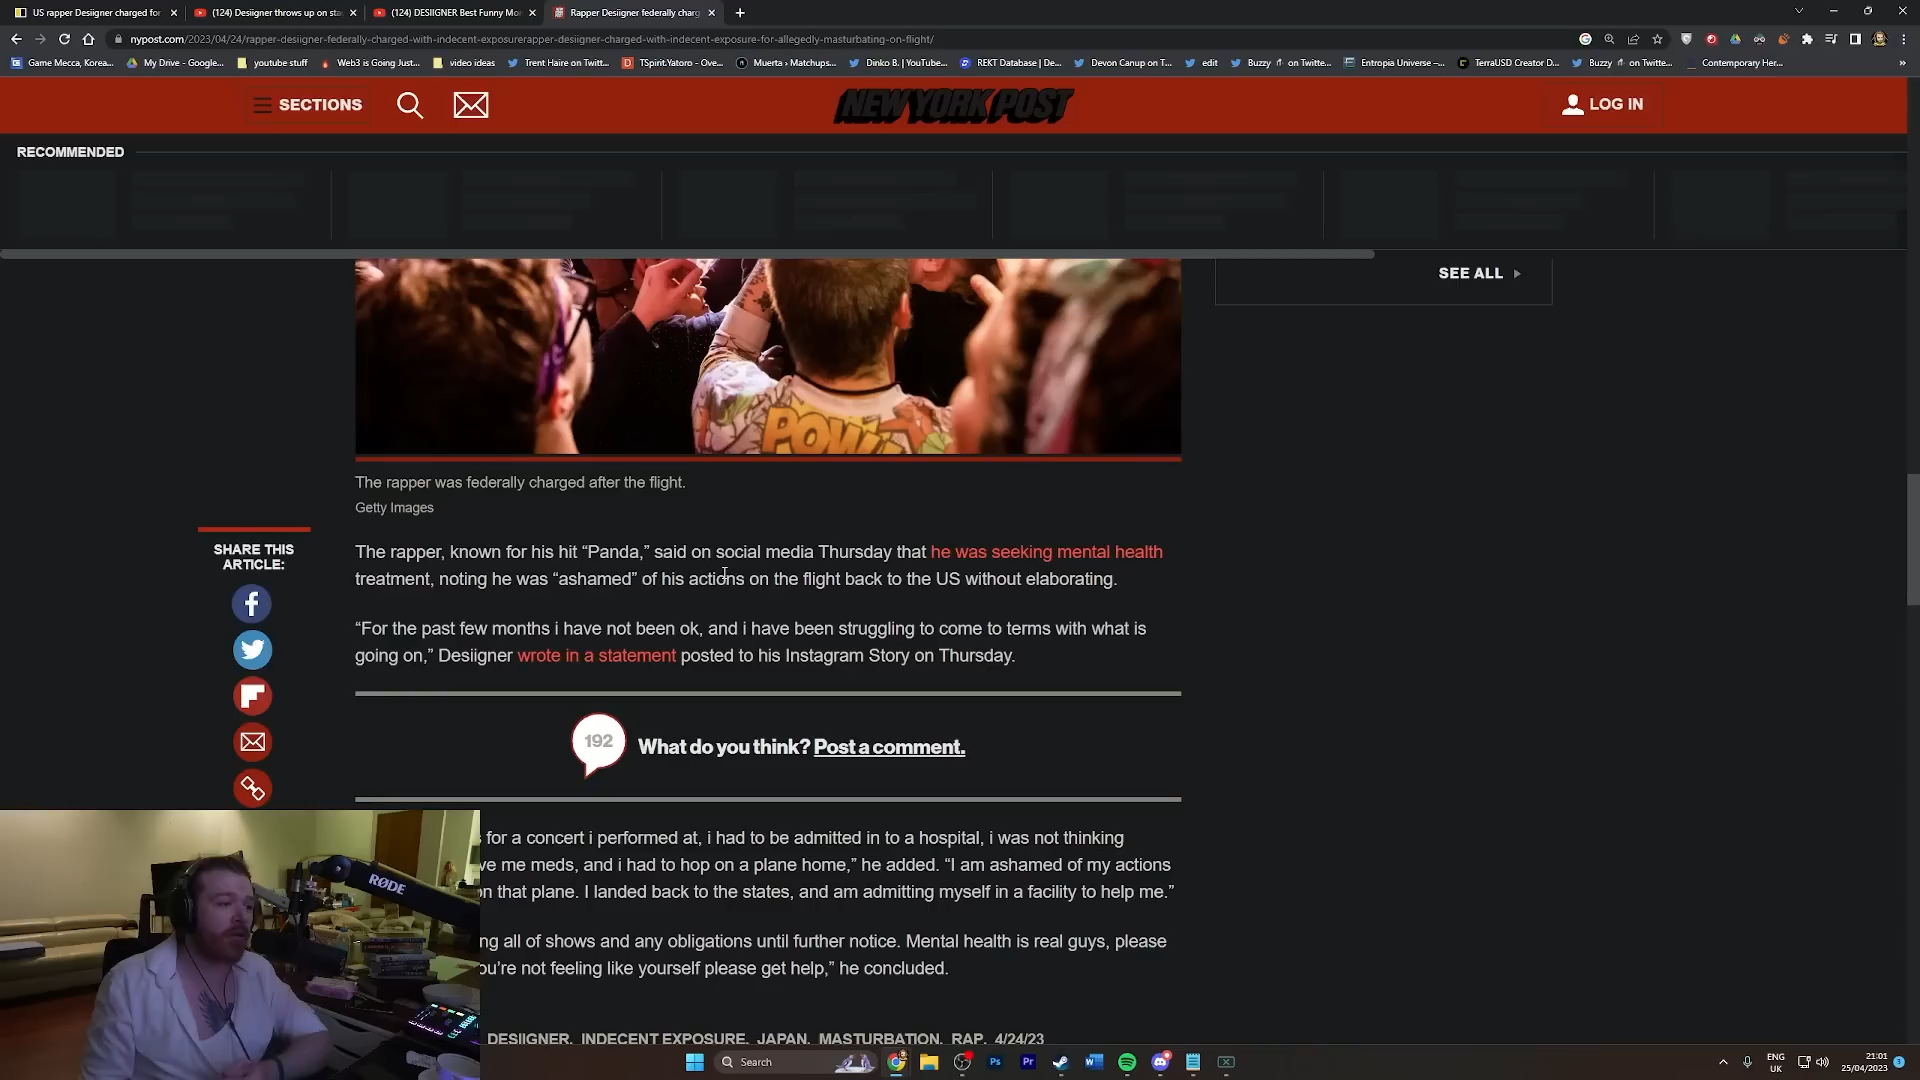 US rapper Desiigner charged for
(124) Desiigner throws up on sta
(124) DESIIGNER Best Funny Mo
Rapper Desiigner federally charg
nypost.com/2023/04/24/rapper-desiigner-federally-charged-with-indecent-exposurerapper-desiigner-charged-with-indecent-exposure-for-allegedly-masturbating-on-flight/
Game Mecca, Korea...
My Drive - Google...
youtube stuff
Web3 is Going Just...
video ideas
Trent Haire on Twitt...
TSpirit.Yatoro - Ove...
Muerta › Matchups...
Dinko B. | YouTube...
REKT Database | De...
Devon Canup on T...
edit
Buzzy on Twitte...
Entropia Universe –...
TerraUSD Creator D...
Buzzy on Twitte...
Contemporary Her...
SECTIONS
NEW YORK POST
LOG IN
RECOMMENDED
SEE ALL
POW
The rapper was federally charged after the flight.
Getty Images
SHARE THIS
ARTICLE:
The rapper, known for his hit “Panda,” said on social media Thursday that he was seeking mental health
treatment, noting he was “ashamed” of his actions on the flight back to the US without elaborating.
“For the past few months i have not been ok, and i have been struggling to come to terms with what is
going on,” Desiigner wrote in a statement posted to his Instagram Story on Thursday.
192
What do you think? Post a comment.
for a concert i performed at, i had to be admitted in to a hospital, i was not thinking
ve me meds, and i had to hop on a plane home,” he added. “I am ashamed of my actions
n that plane. I landed back to the states, and am admitting myself in a facility to help me.”
ng all of shows and any obligations until further notice. Mental health is real guys, please
ou’re not feeling like yourself please get help,” he concluded.
DESIIGNER, INDECENT EXPOSURE, JAPAN, MASTURBATION, RAP, 4/24/23
RØDE
Search
Ps
Pr
ENG
UK
21:01
25/04/2023
3